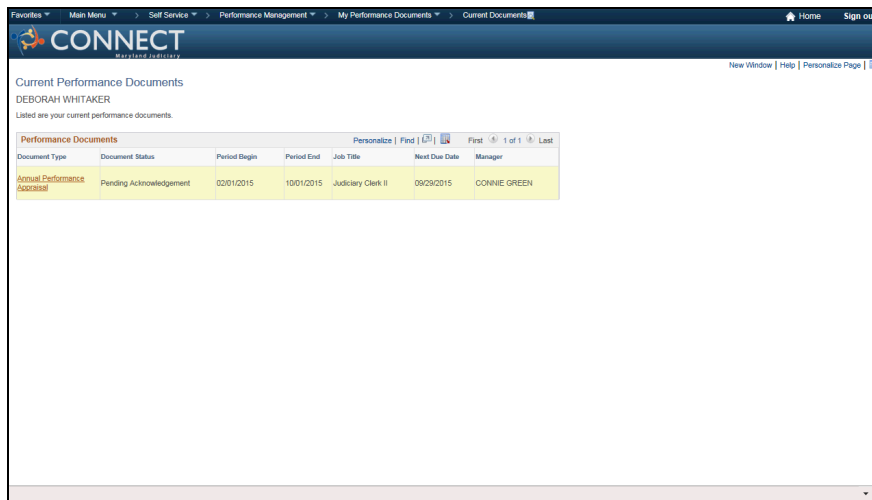 Favorites Main Menu > Self Service > Performance Management > My Performance Documents > Current Documents Home Sign ou
CONNECT
Maryland Judiciary
New Window | Help | Personalize Page |
Current Performance Documents
DEBORAH WHITAKER
Listed are your current performance documents.
Performance Documents Personalize | Find | | First 1 of 1 Last
Document Type Document Status Period Begin Period End Job Title Next Due Date Manager
Annual Performance
Appraisal Pending Acknowledgement 02/01/2015 10/01/2015 Judiciary Clerk II 09/29/2015 CONNIE GREEN